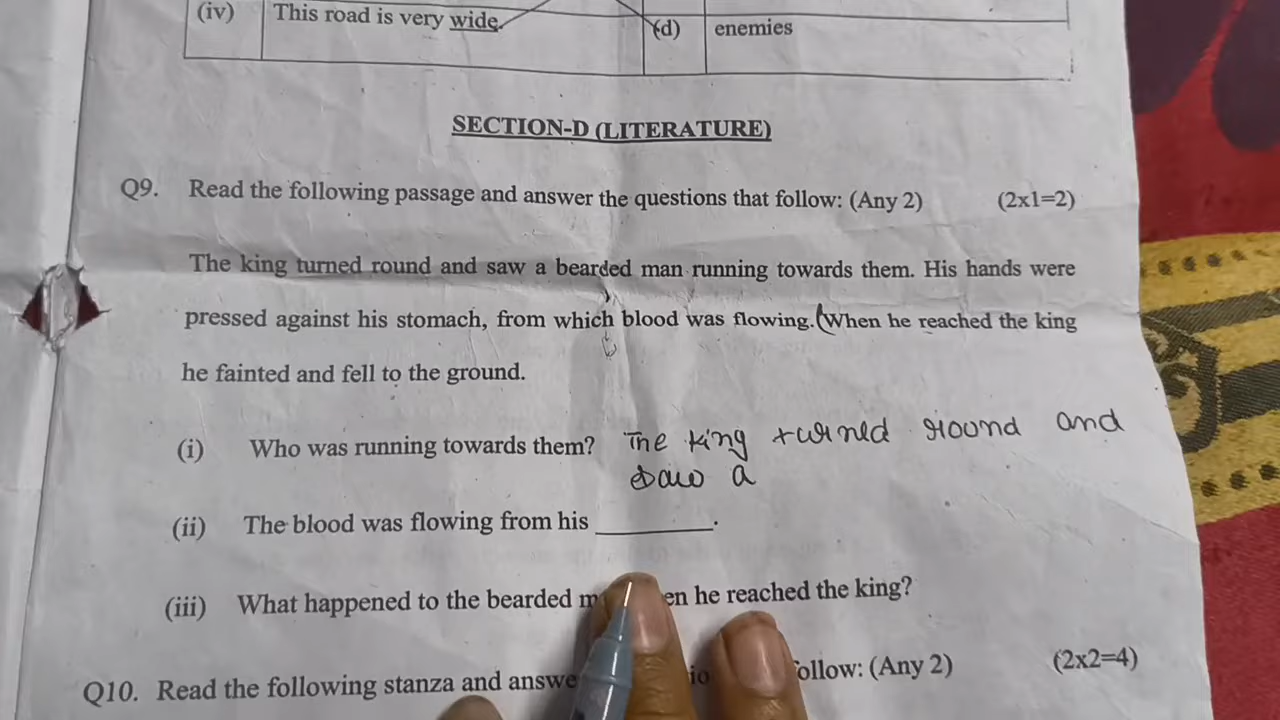 (iv) This road is very wide. (d) enemies
SECTION-D (LITERATURE)
Q9. Read the following passage and answer the questions that follow: (Any 2) (2x1=2)
The king turned round and saw a bearded man running towards them. His hands were
pressed against his stomach, from which blood was flowing. (When he reached the king
he fainted and fell to the ground.
(i) Who was running towards them? The king turned round and
saw a
(ii) The blood was flowing from his ________.
(iii) What happened to the bearded he reached the king?
Q10. Read the following stanza and follow: (Any 2) (2x2=4)